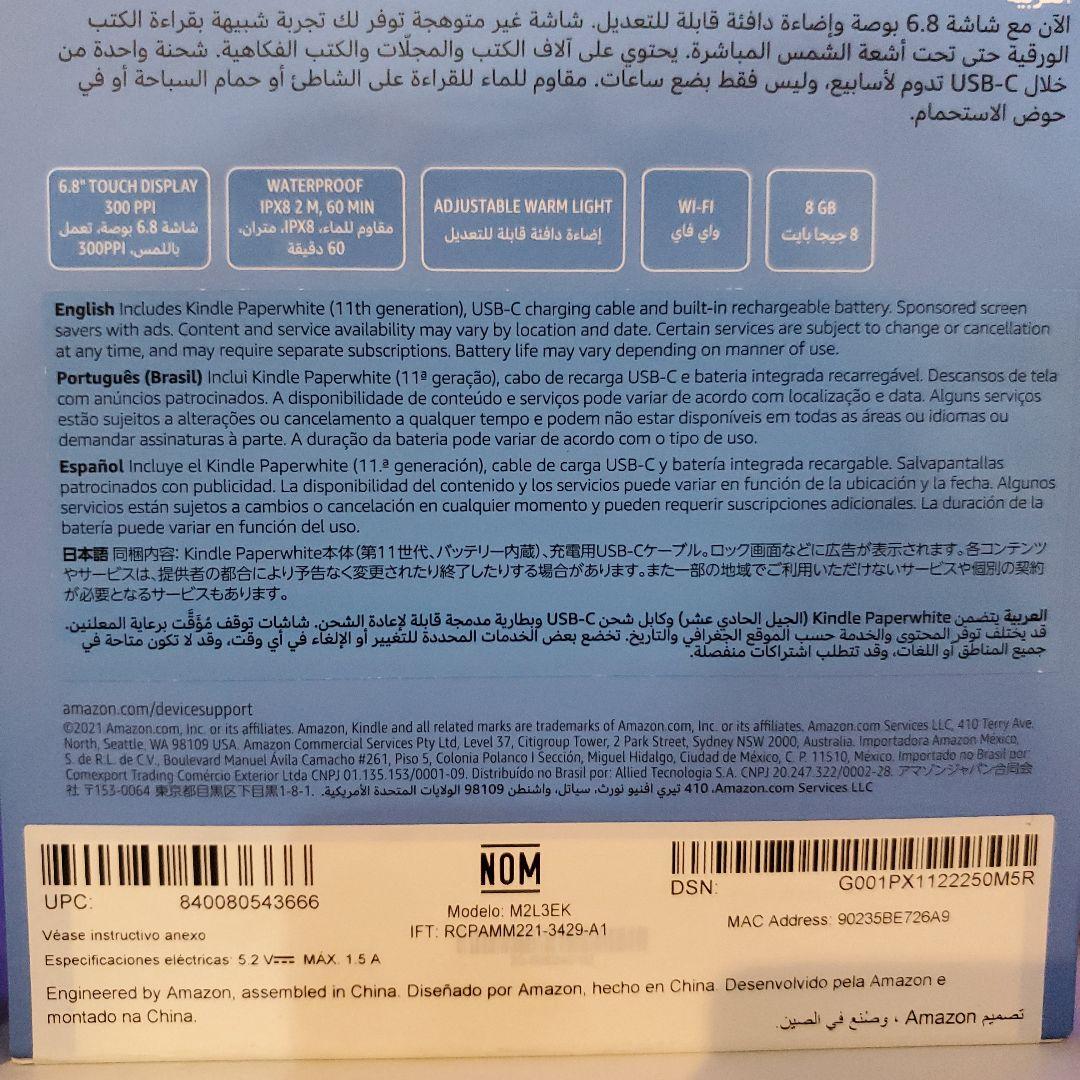 الآن مع شاشة 6.8 بوصة وإضاءة دافئة قابلة للتعديل. شاشة غير متوهجة توفر لك تجربة شبيهة بقراءة الكتب
الورقية حتى تحت أشعة الشمس المباشرة. يحتوي على آلاف الكتب والمجلّات والكتب الفكاهية. شحنة واحدة من
خلال USB-C تدوم لأسابيع، وليس فقط بضع ساعات. مقاوم للماء للقراءة على الشاطئ أو حمام السباحة أو في
حوض الاستحمام.
6.8" TOUCH DISPLAY
300 PPI
شاشة 6.8 بوصة، تعمل
باللمس، 300PPI
WATERPROOF
IPX8 2 M, 60 MIN
مقاوم للماء، IPX8، متران،
60 دقيقة
ADJUSTABLE WARM LIGHT
إضاءة دافئة قابلة للتعديل
WI-FI
واي فاي
8 GB
8 جيجا بايت
English Includes Kindle Paperwhite (11th generation), USB-C charging cable and built-in rechargeable battery. Sponsored screen
savers with ads. Content and service availability may vary by location and date. Certain services are subject to change or cancellation
at any time, and may require separate subscriptions. Battery life may vary depending on manner of use.
Português (Brasil) Inclui Kindle Paperwhite (11ª geração), cabo de recarga USB-C e bateria integrada recarregável. Descansos de tela
com anúncios patrocinados. A disponibilidade de conteúdo e serviços pode variar de acordo com localização e data. Alguns serviços
estão sujeitos a alterações ou cancelamento a qualquer tempo e podem não estar disponíveis em todas as áreas ou idiomas ou
demandar assinaturas à parte. A duração da bateria pode variar de acordo com o tipo de uso.
Español Incluye el Kindle Paperwhite (11.ª generación), cable de carga USB-C y batería integrada recargable. Salvapantallas
patrocinados con publicidad. La disponibilidad del contenido y los servicios puede variar en función de la ubicación y la fecha. Algunos
servicios están sujetos a cambios o cancelación en cualquier momento y pueden requerir suscripciones adicionales. La duración de la
batería puede variar en función del uso.
日本語 同梱内容: Kindle Paperwhite本体(第11世代、バッテリー内蔵)、充電用USB-Cケーブル。ロック画面などに広告が表示されます。各コンテンツ
やサービスは、提供者の都合により予告なく変更されたり終了したりする場合があります。また一部の地域でご利用いただけないサービスや個別の契約
が必要となるサービスもあります。
العربية يتضمن Kindle Paperwhite (الجيل الحادي عشر) وكابل شحن USB-C وبطارية مدمجة قابلة لإعادة الشحن. شاشات توقف مُؤقَّت برعاية المعلنين.
قد يختلف توفر المحتوى والخدمة حسب الموقع الجغرافي والتاريخ. تخضع بعض الخدمات المحددة للتغيير أو الإلغاء في أي وقت، وقد لا تكون متاحة في
جميع المناطق أو اللغات، وقد تتطلب اشتراكات منفصلة.
amazon.com/devicesupport
©2021 Amazon.com, Inc. or its affiliates. Amazon, Kindle and all related marks are trademarks of Amazon.com, Inc. or its affiliates. Amazon.com Services LLC, 410 Terry Ave.
North, Seattle, WA 98109 USA. Amazon Commercial Services Pty Ltd, Level 37, Citigroup Tower, 2 Park Street, Sydney NSW 2000, Australia. Importadora Amazon México,
S. de R.L. de C.V., Boulevard Manuel Ávila Camacho #261, Piso 5, Colonia Polanco I Sección, Miguel Hidalgo, Ciudad de México, C. P. 11510, México. Importado no Brasil por:
Comexport Trading Comércio Exterior Ltda CNPJ 01.135.153/0001-09. Distribuído no Brasil por: Allied Tecnologia S.A. CNPJ 20.247.322/0002-28. アマゾンジャパン合同会
社 〒153-0064 東京都目黒区下目黒1-8-1. Amazon.com Services LLC، 410 تيري افنيو نورث، سياتل، واشنطن 98109 الولايات المتحدة الأمريكية.
UPC: 840080543666
Véase instructivo anexo
Especificaciones eléctricas: 5.2 V⎓ MÁX. 1.5 A
NOM
Modelo: M2L3EK
IFT: RCPAMM221-3429-A1
DSN: G001PX1122250M5R
MAC Address: 90235BE726A9
Engineered by Amazon, assembled in China. Diseñado por Amazon, hecho en China. Desenvolvido pela Amazon e
montado na China.
تصميم Amazon ، وصُنع في الصين.